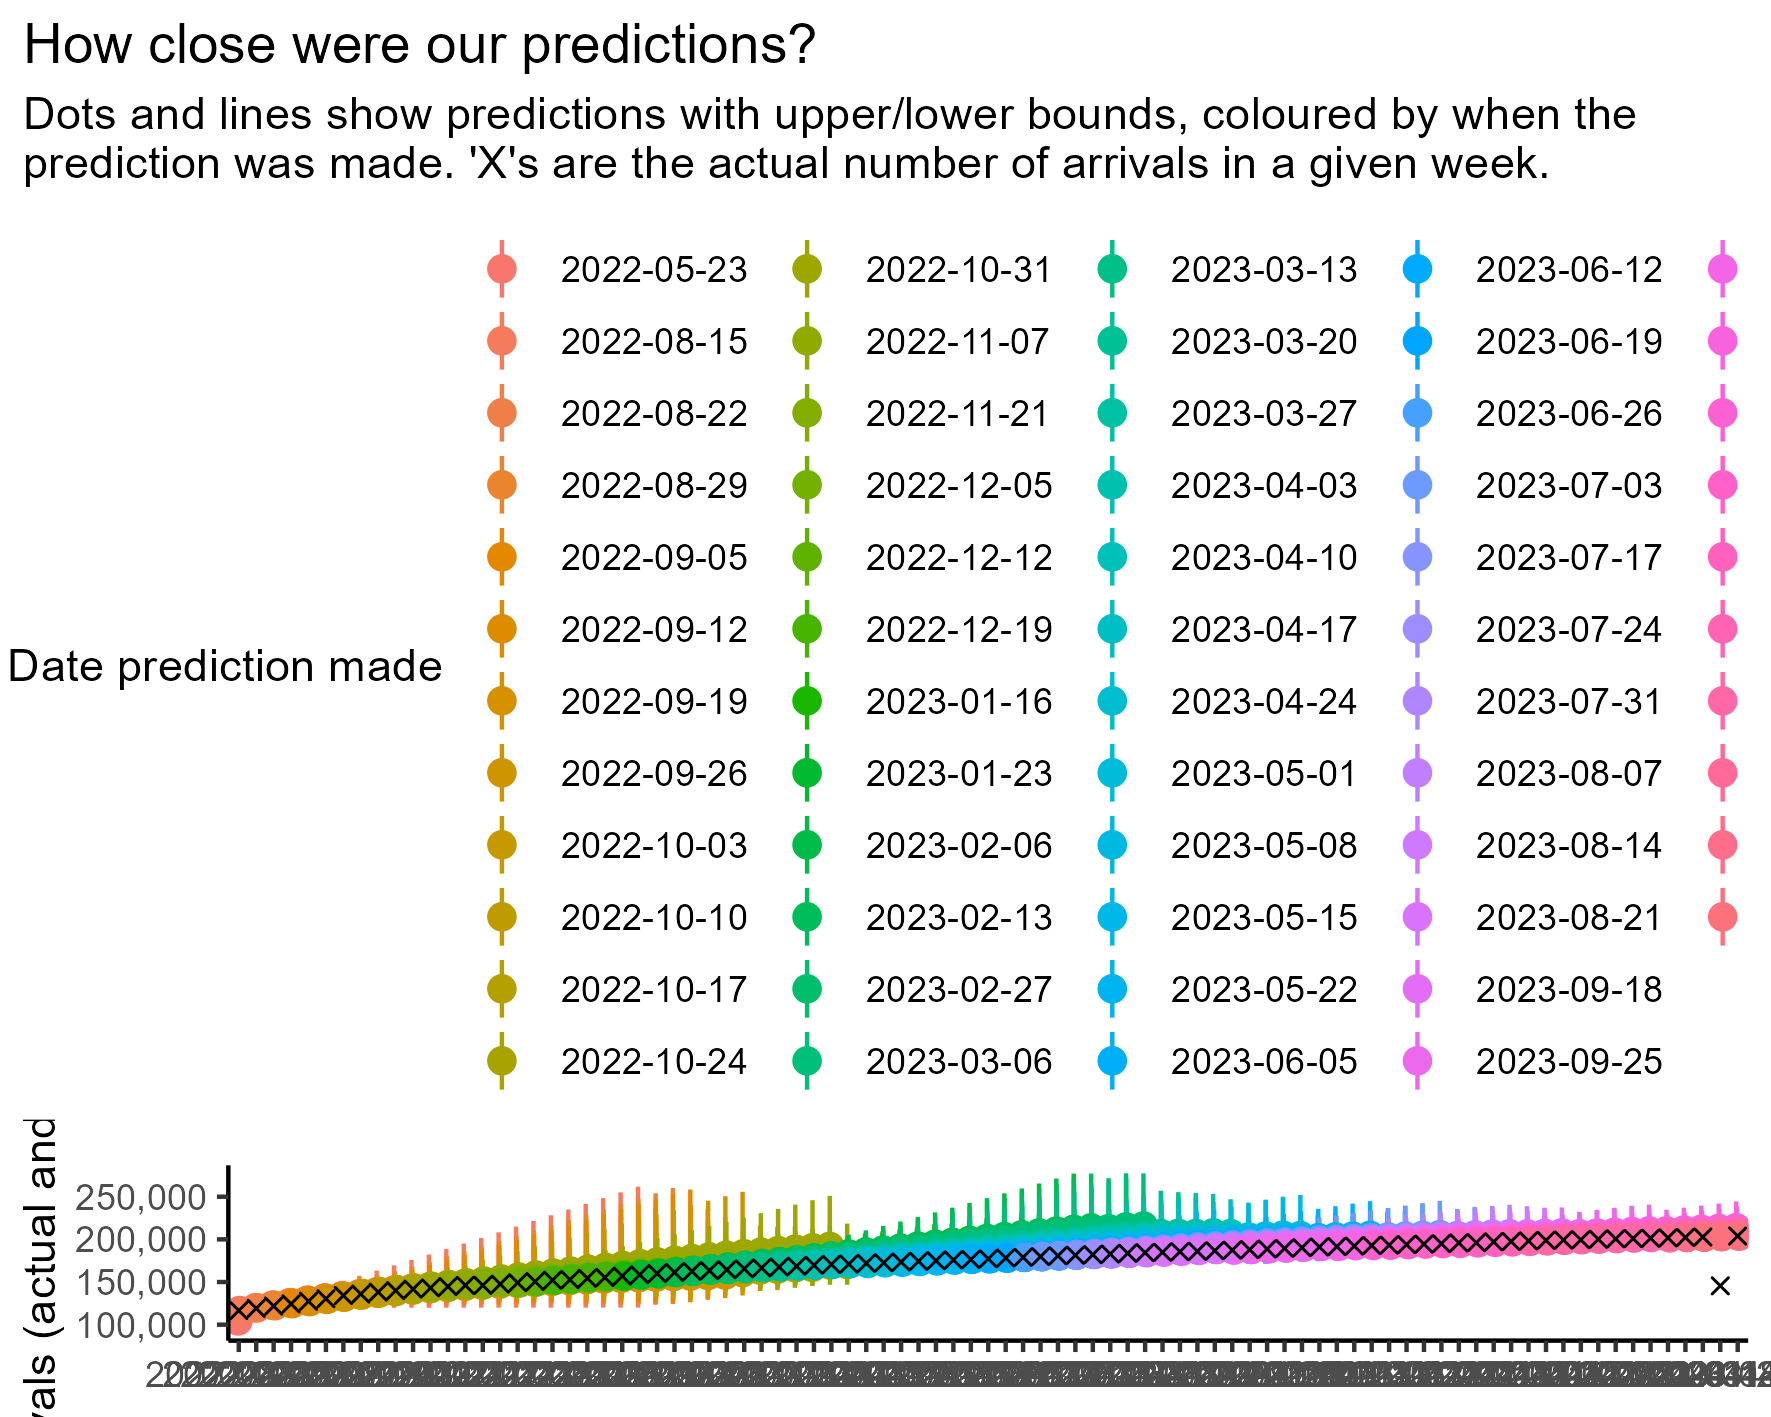 How close were our predictions?
Dots and lines show predictions with upper/lower bounds, coloured by when the
prediction was made. 'X's are the actual number of arrivals in a given week.
Date prediction made
2022-05-23 2022-10-31 2023-03-13 2023-06-12
2022-08-15 2022-11-07 2023-03-20 2023-06-19
2022-08-22 2022-11-21 2023-03-27 2023-06-26
2022-08-29 2022-12-05 2023-04-03 2023-07-03
2022-09-05 2022-12-12 2023-04-10 2023-07-17
2022-09-12 2022-12-19 2023-04-17 2023-07-24
2022-09-19 2023-01-16 2023-04-24 2023-07-31
2022-09-26 2023-01-23 2023-05-01 2023-08-07
2022-10-03 2023-02-06 2023-05-08 2023-08-14
2022-10-10 2023-02-13 2023-05-15 2023-08-21
2022-10-17 2023-02-27 2023-05-22 2023-09-18
2022-10-24 2023-03-06 2023-06-05 2023-09-25
vals (actual and
250,000
200,000
150,000
100,000